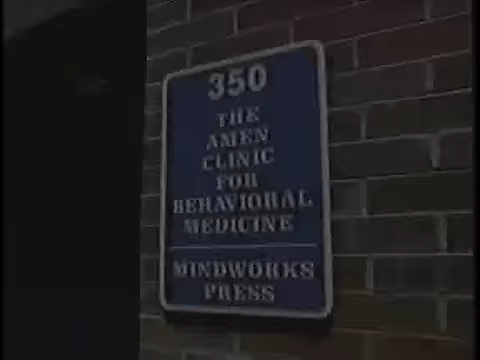 350
THE
AMEN
CLINIC
FOR
BEHAVIORAL
MEDICINE
MINDWORKS
PRESS